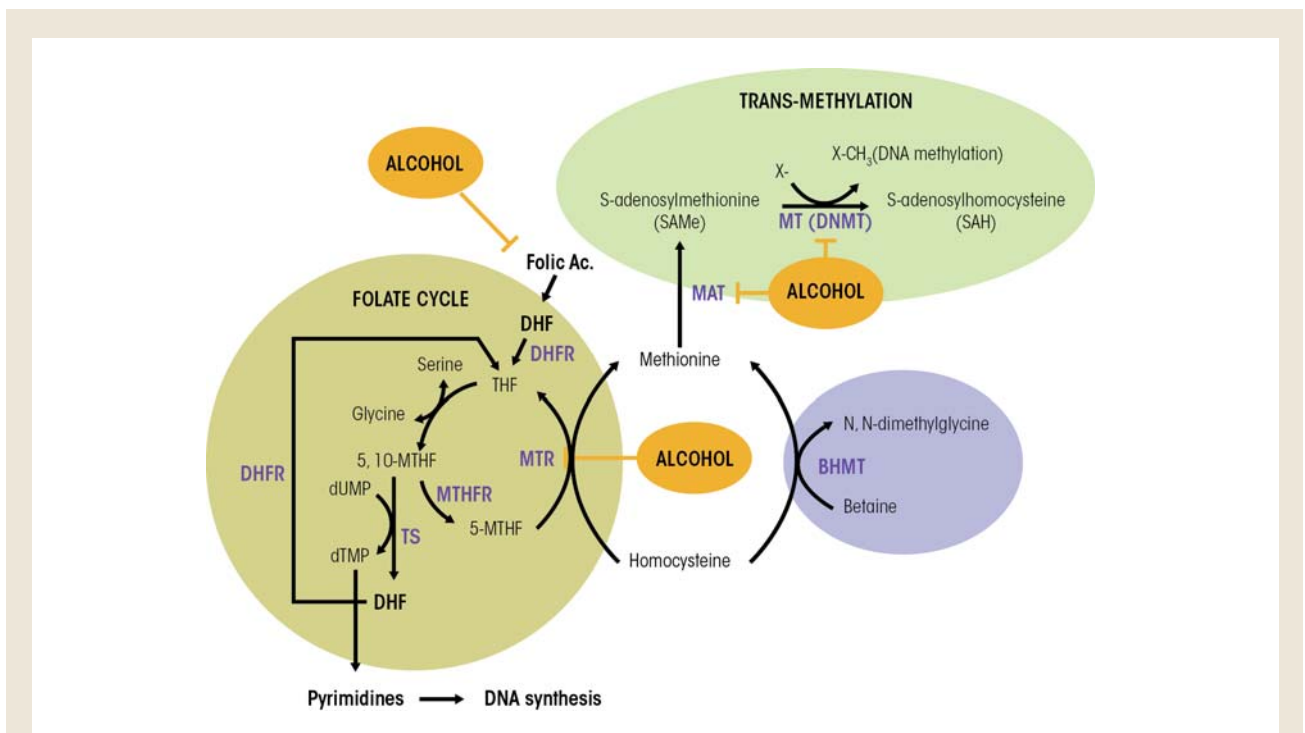 TRANS-METHYLATION
ALCOHOL
X-CH₃(DNA methylation)
X-
S-adenosylmethionine
(SAMe)
MT (DNMT)
S-adenosylhomocysteine
(SAH)
ALCOHOL
MAT
Folic Ac.
FOLATE CYCLE
DHF
DHFR
Serine
THF
Glycine
Methionine
5, 10-MTHF
DHFR
dUMP
MTHFR
TS
5-MTHF
dTMP
DHF
MTR
ALCOHOL
N, N-dimethylglycine
BHMT
Betaine
Homocysteine
Pyrimidines
DNA synthesis